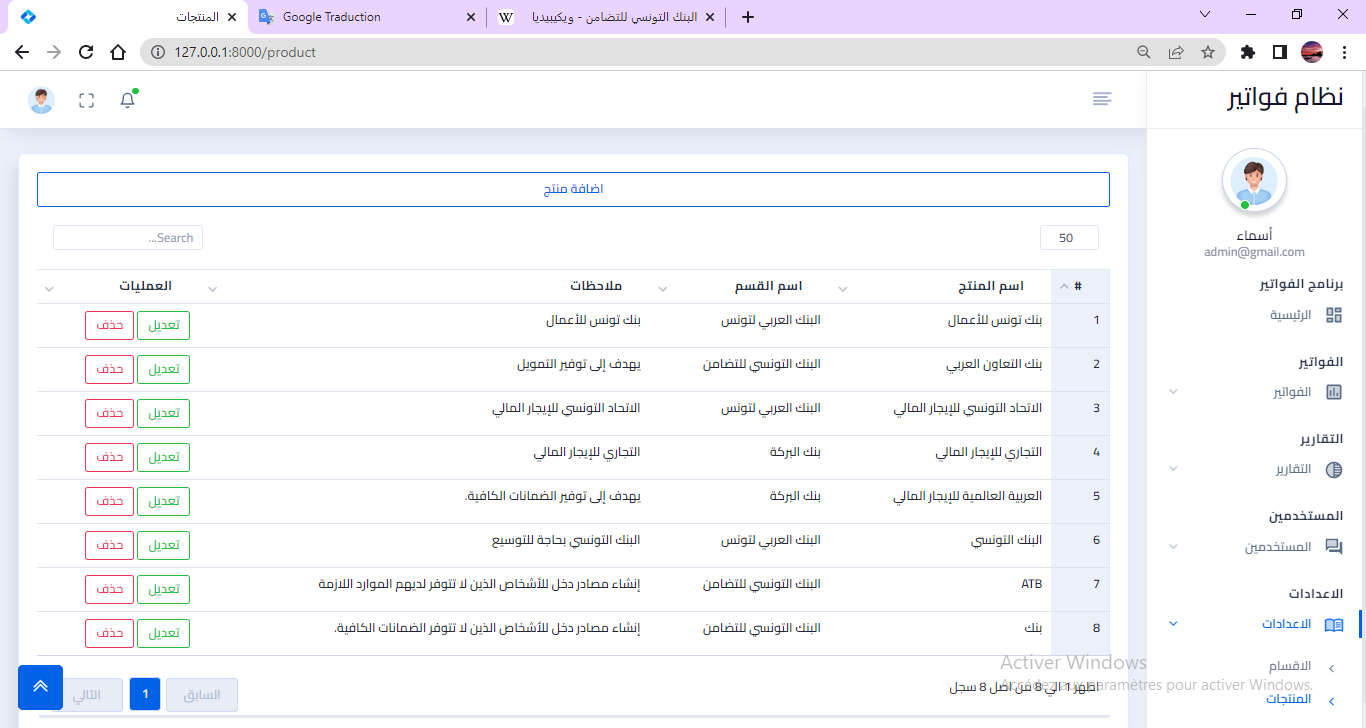 المنتجات
Google Traduction
البنك التونسي للتضامن - ويكيبيديا
127.0.0.1:8000/product
نظام فواتير
أسماء
admin@gmail.com
برنامج الفواتير
الرئيسية
الفواتير
الفواتير
التقارير
التقارير
المستخدمين
المستخدمين
الاعدادات
الاعدادات
الاقسام
المنتجات
اضافة منتج
50
Search...
# اسم المنتج اسم القسم ملاحظات العمليات
1 بنك تونس للأعمال البنك العربي لتونس بنك تونس للأعمال تعديل حذف
2 بنك التعاون العربي البنك التونسي للتضامن يهدف إلى توفير التمويل تعديل حذف
3 الاتحاد التونسي للإيجار المالي البنك العربي لتونس الاتحاد التونسي للإيجار المالي تعديل حذف
4 التجاري للإيجار المالي بنك البركة التجاري للإيجار المالي تعديل حذف
5 العربية العالمية للإيجار المالي بنك البركة يهدف إلى توفير الضمانات الكافية. تعديل حذف
6 البنك التونسي البنك العربي لتونس البنك التونسي بحاجة للتوسيع تعديل حذف
7 ATB البنك التونسي للتضامن إنشاء مصادر دخل للأشخاص الذين لا تتوفر لديهم الموارد اللازمة تعديل حذف
8 بنك البنك التونسي للتضامن إنشاء مصادر دخل للأشخاص الذين لا تتوفر الضمانات الكافية. تعديل حذف
اظهر 1 الي 8 من اصل 8 سجل
السابق 1 التالي
Activer Windows
Accédez aux paramètres pour activer Windows.